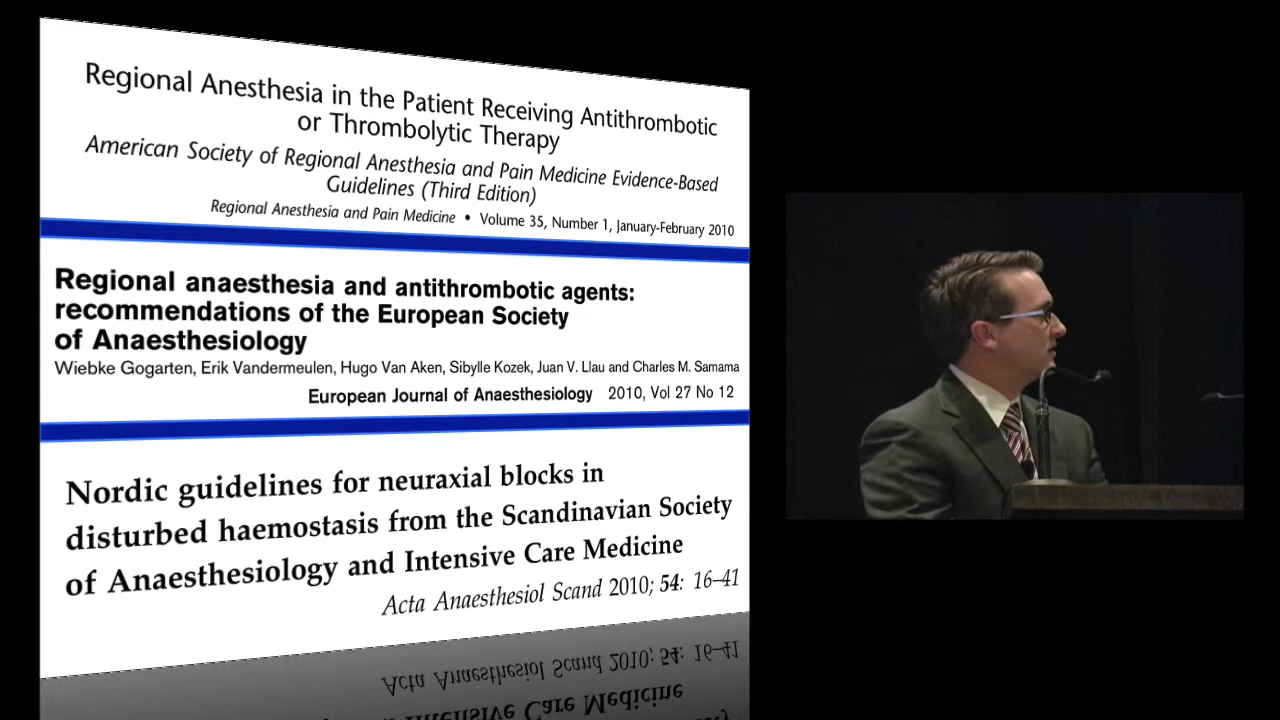 Regional Anesthesia in the Patient Receiving Antithrombotic
or Thrombolytic Therapy
American Society of Regional Anesthesia and Pain Medicine Evidence-Based
Guidelines (Third Edition)
Regional Anesthesia and Pain Medicine • Volume 35, Number 1, January-February 2010
Regional anaesthesia and antithrombotic agents:
recommendations of the European Society
of Anaesthesiology
Wiebke Gogarten, Erik Vandermeulen, Hugo Van Aken, Sibylle Kozek, Juan V. Llau and Charles M. Samama
European Journal of Anaesthesiology 2010, Vol 27 No 12
Nordic guidelines for neuraxial blocks in
disturbed haemostasis from the Scandinavian Society
of Anaesthesiology and Intensive Care Medicine
Acta Anaesthesiol Scand 2010; 54: 16–41